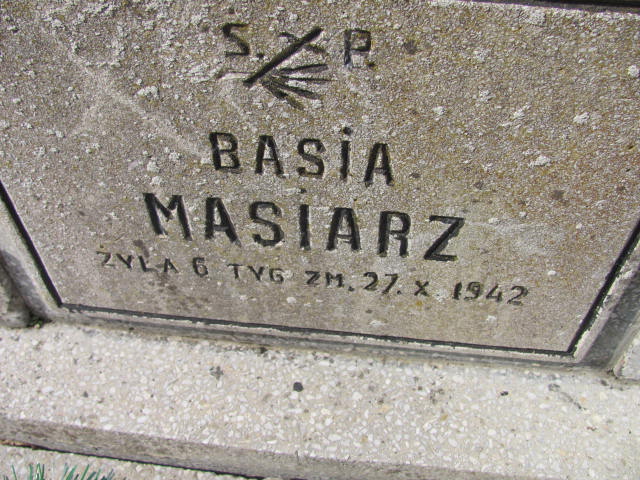 Ś. P.
BASIA
MASIARZ
ŻYŁA 6 TYG ZM. 27. X 1942